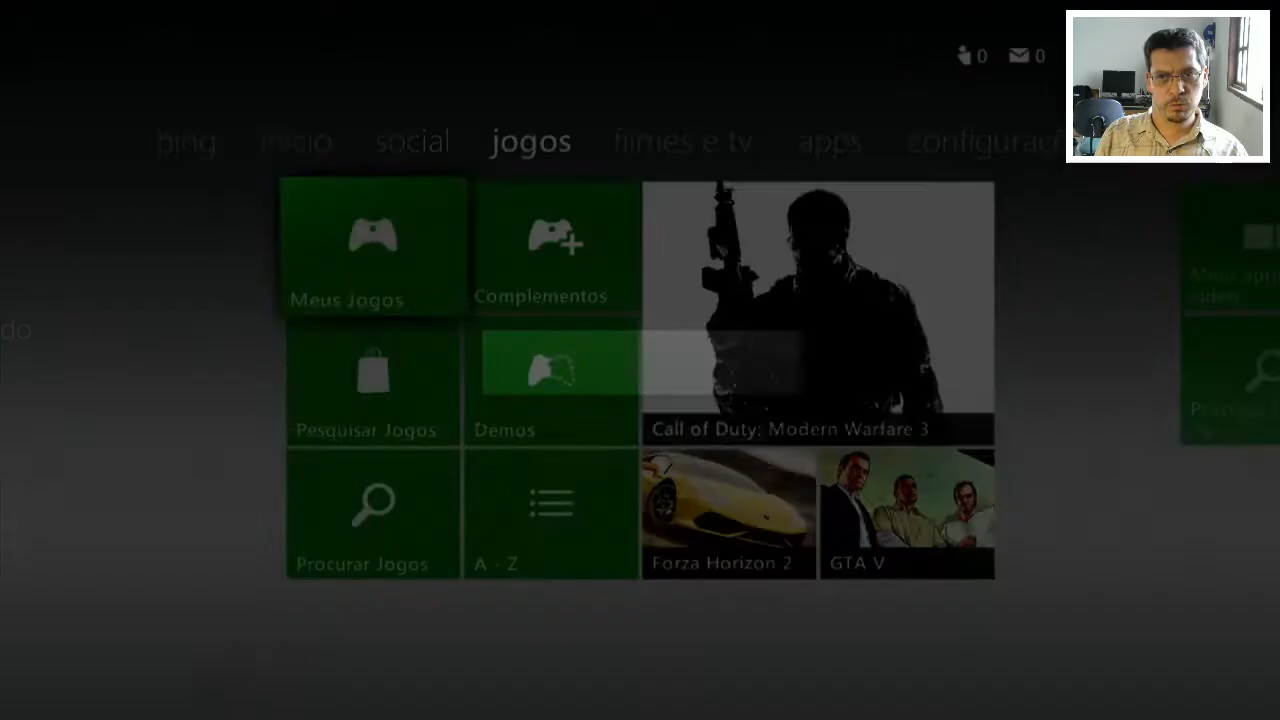 0 0
bing início social jogos filmes e tv apps configuraç
Meus Jogos
Complementos
do
Pesquisar Jogos
Demos
Call of Duty: Modern Warfare 3
Procurar Jogos
A - Z
Forza Horizon 2
GTA V